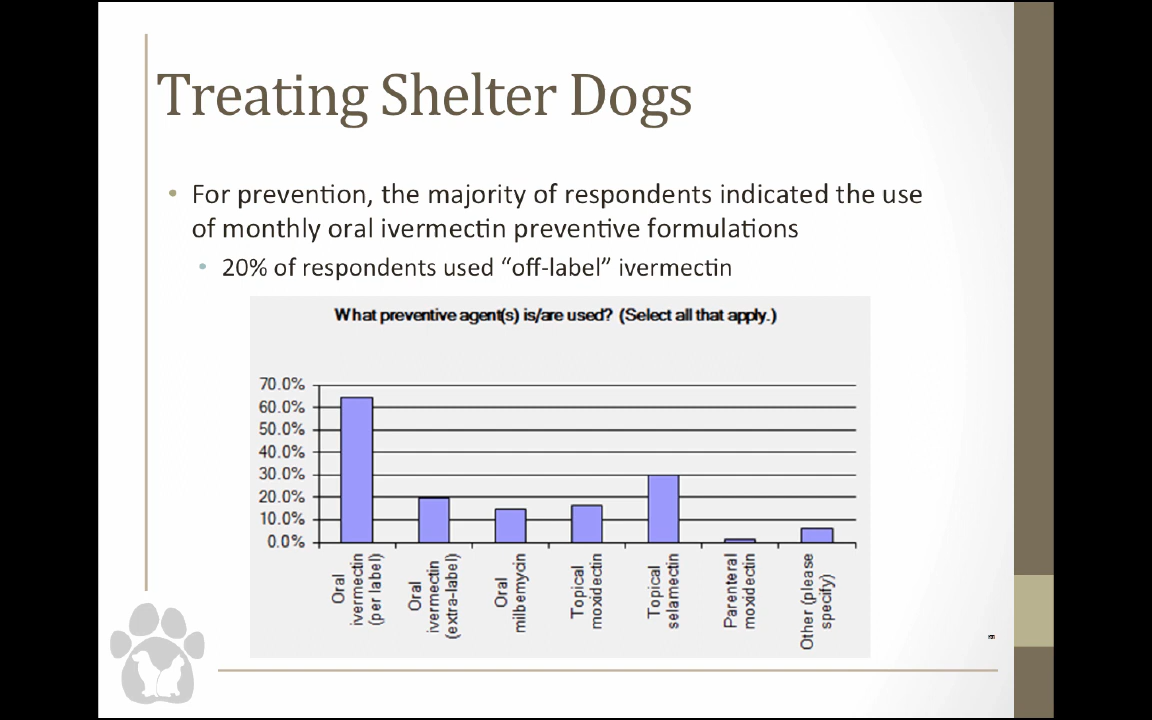 Treating Shelter Dogs
• For prevention, the majority of respondents indicated the use
of monthly oral ivermectin preventive formulations
• 20% of respondents used “off-label” ivermectin
What preventive agent(s) is/are used? (Select all that apply.)
70.0%
60.0%
50.0%
40.0%
30.0%
20.0%
10.0%
0.0%
Oral
ivermectin
(per label)
Oral
ivermectin
(extra-label)
Oral
milbemycin
Topical
moxidectin
Topical
selamectin
Parenteral
moxidectin
Other (please
specify)